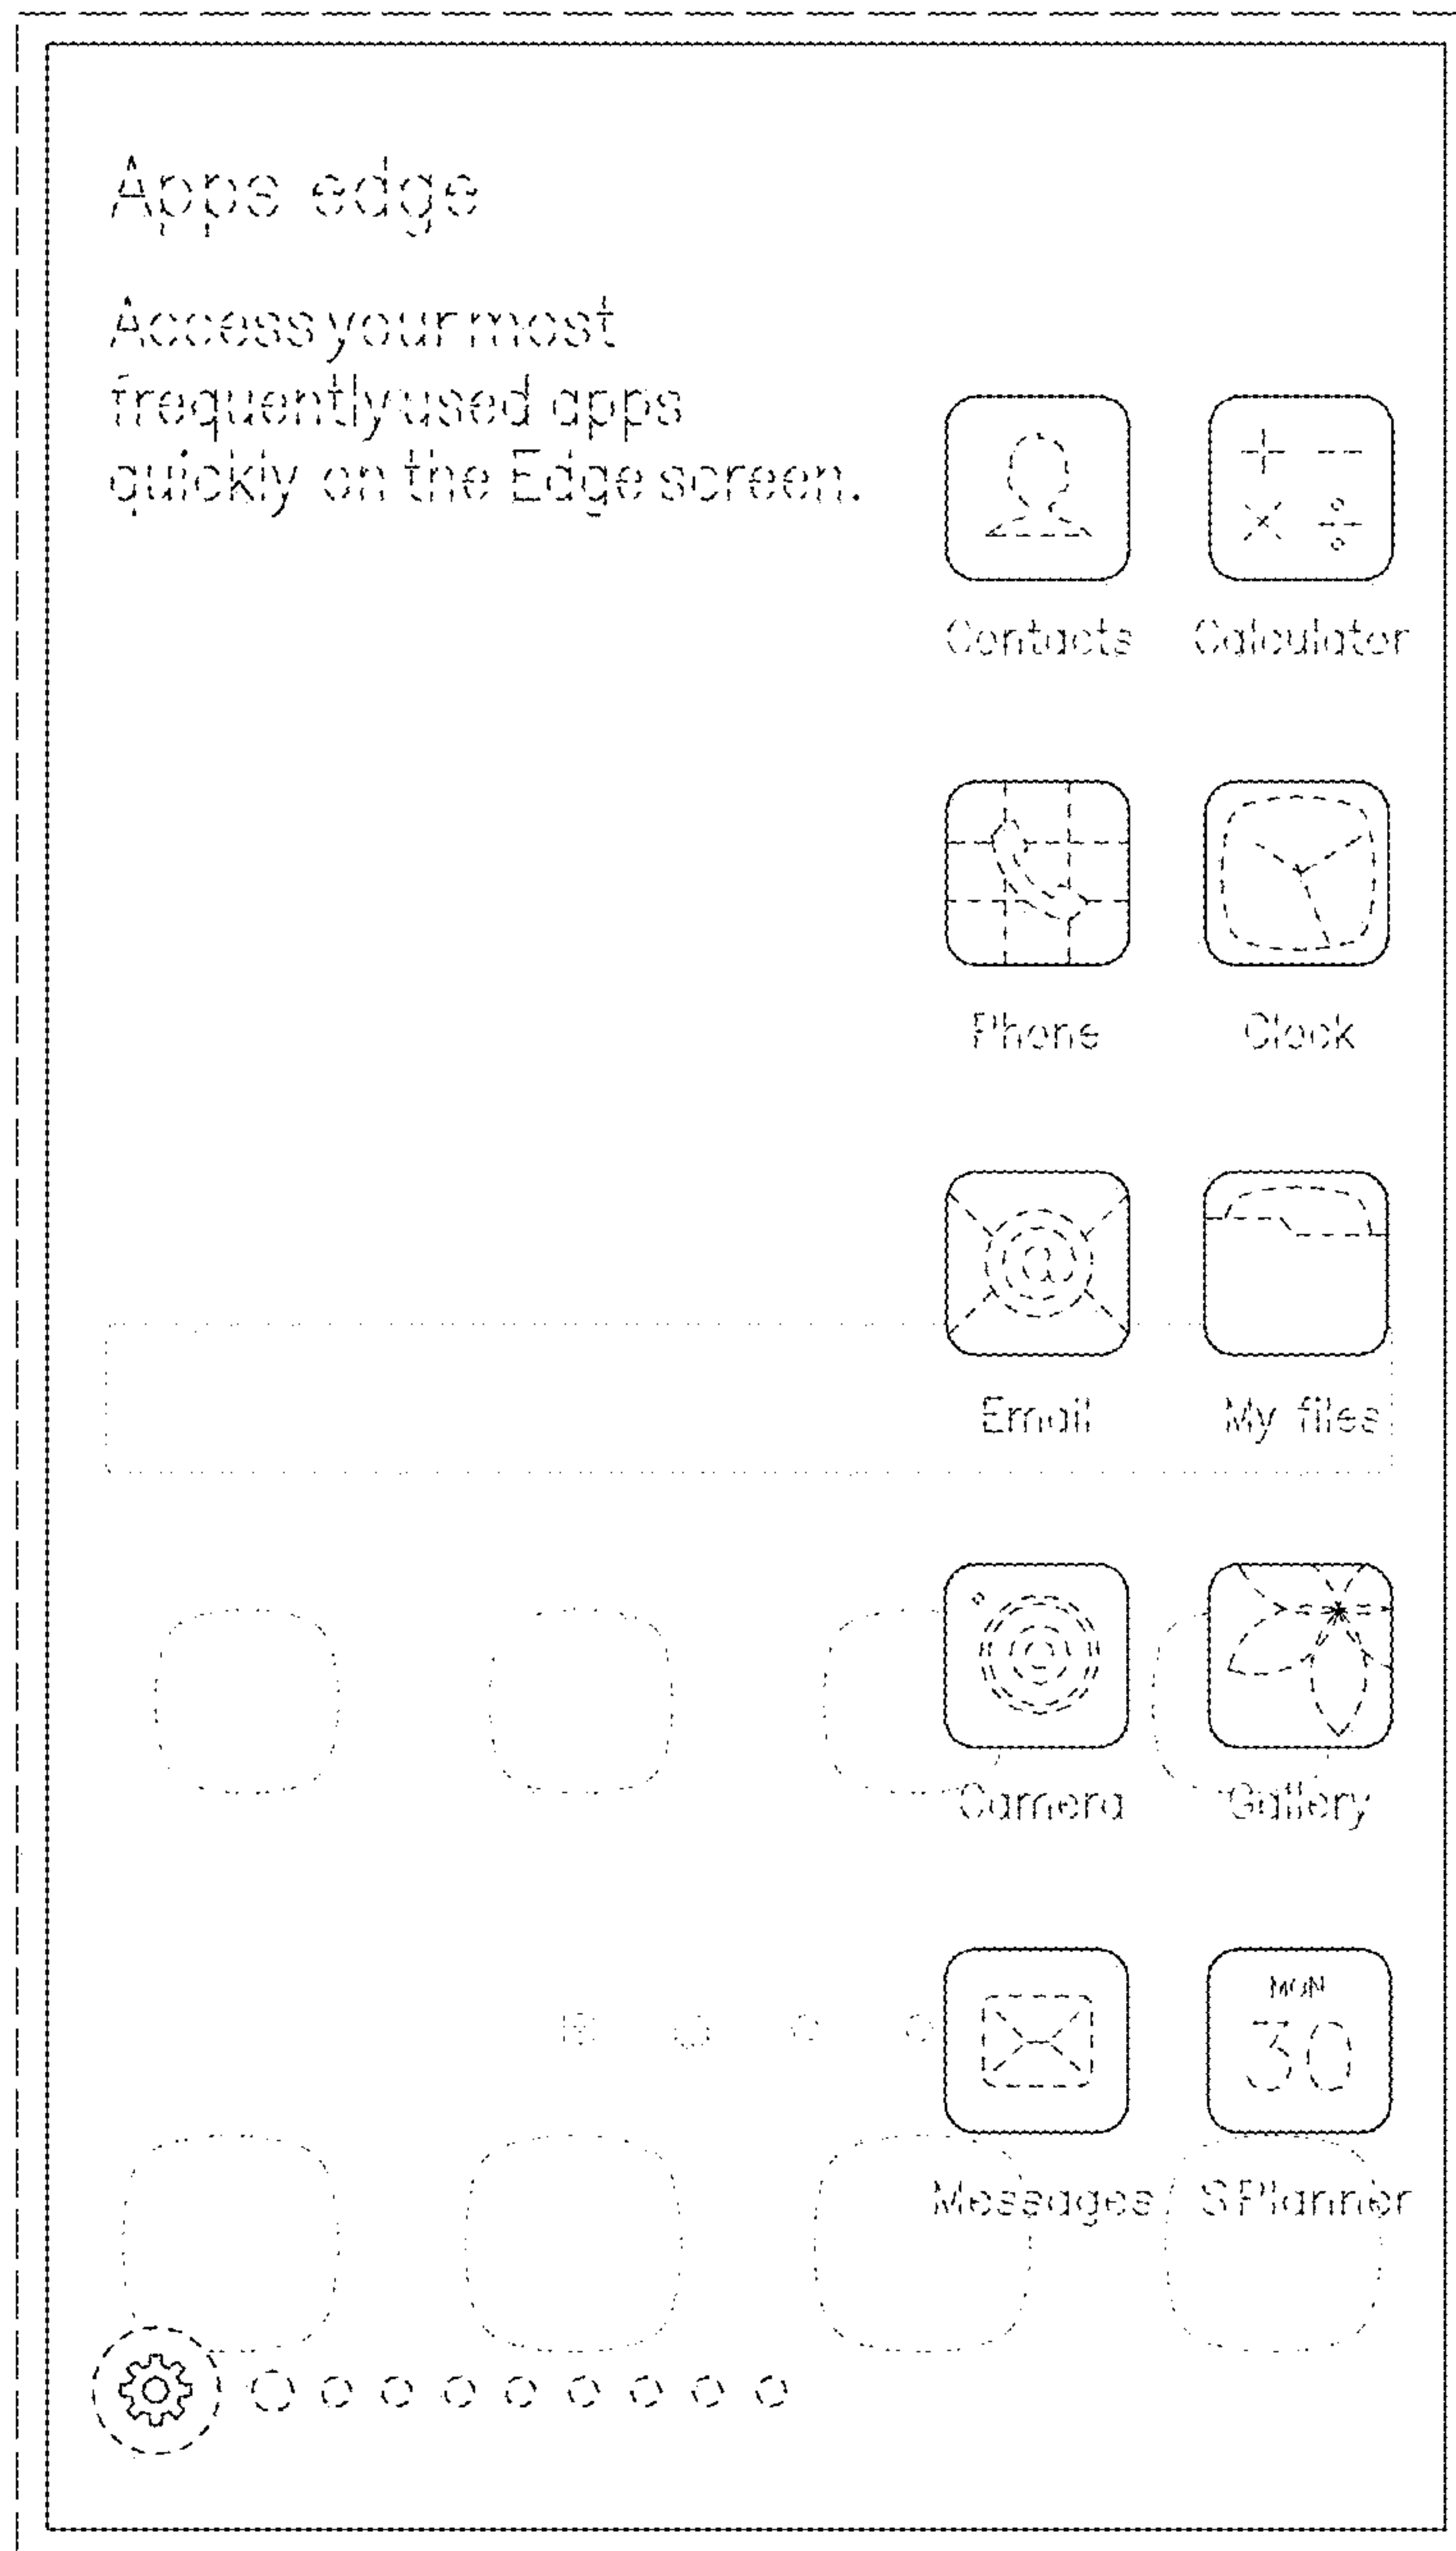 Apps edge
Access your most
frequently used apps
quickly on the Edge screen.
+ −
× ÷
Contacts Calculator
Phone Clock
@
Email My files
Camera Gallery
MON
30
Messages S Planner